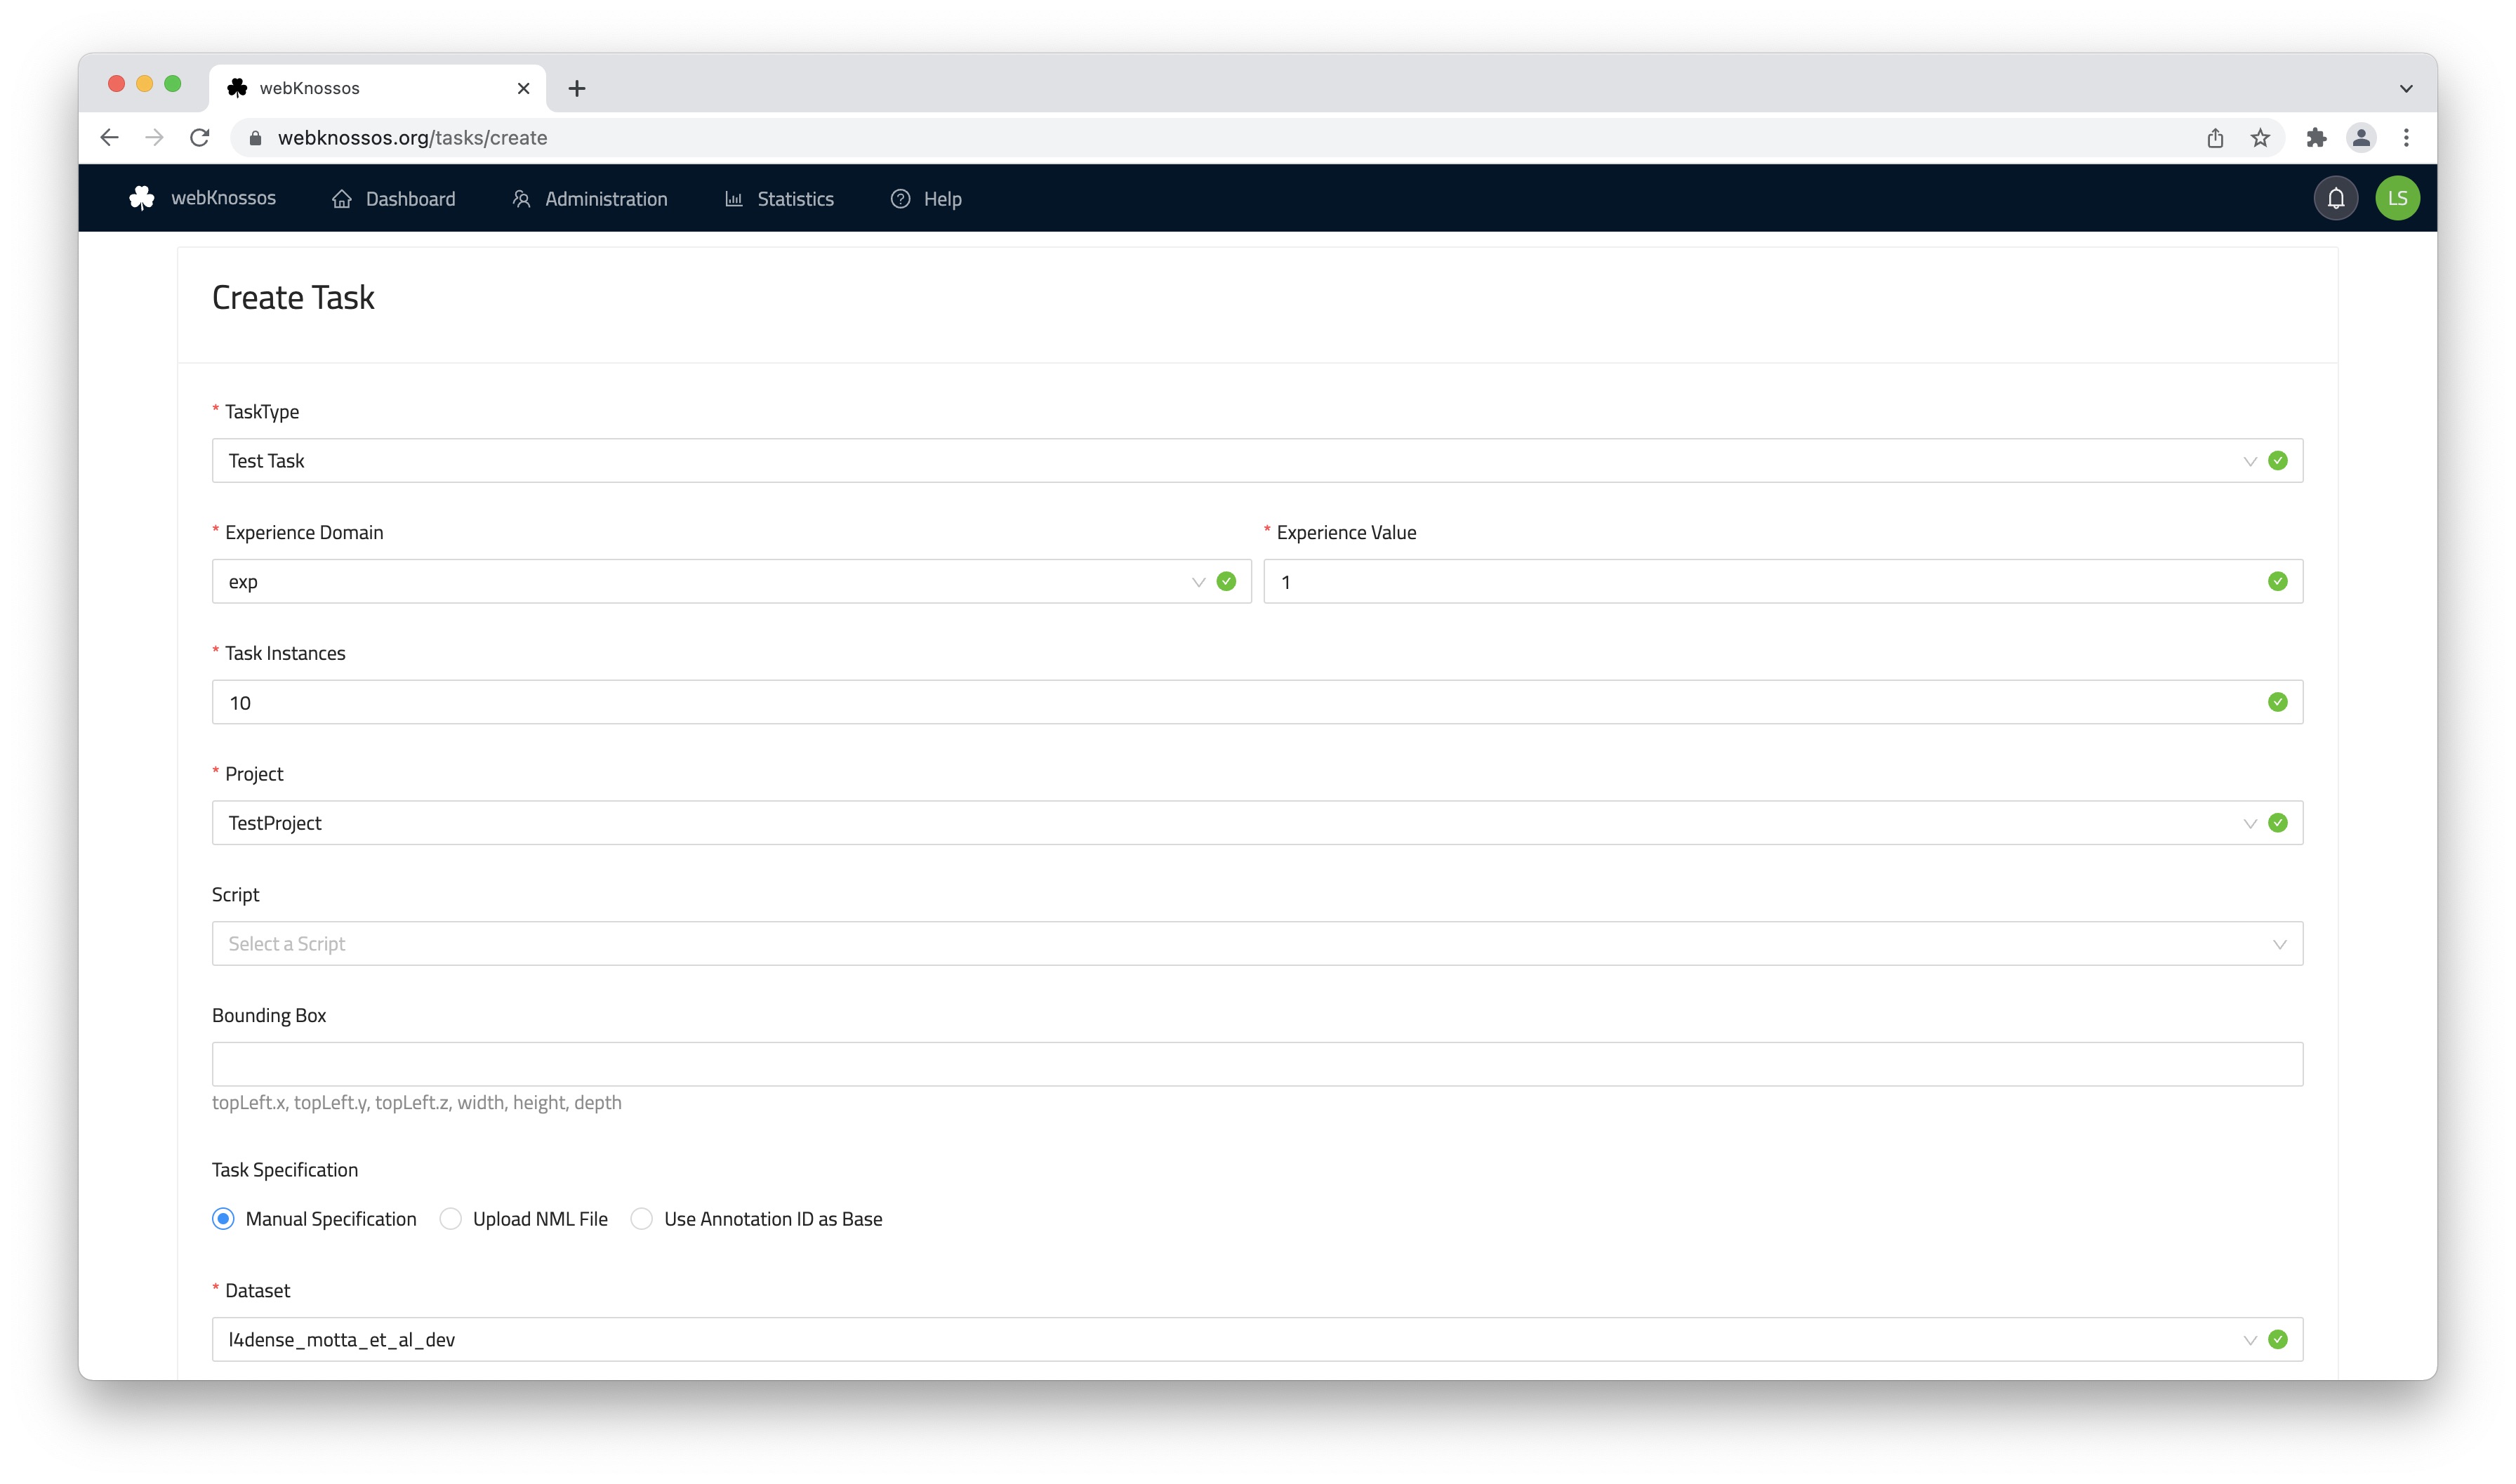 webKnossos
webknossos.org/tasks/create
webKnossos Dashboard Administration Statistics Help LS
Create Task
* TaskType
Test Task
* Experience Domain * Experience Value
exp 1
* Task Instances
10
* Project
TestProject
Script
Select a Script
Bounding Box
topLeft.x, topLeft.y, topLeft.z, width, height, depth
Task Specification
Manual Specification Upload NML File Use Annotation ID as Base
* Dataset
l4dense_motta_et_al_dev